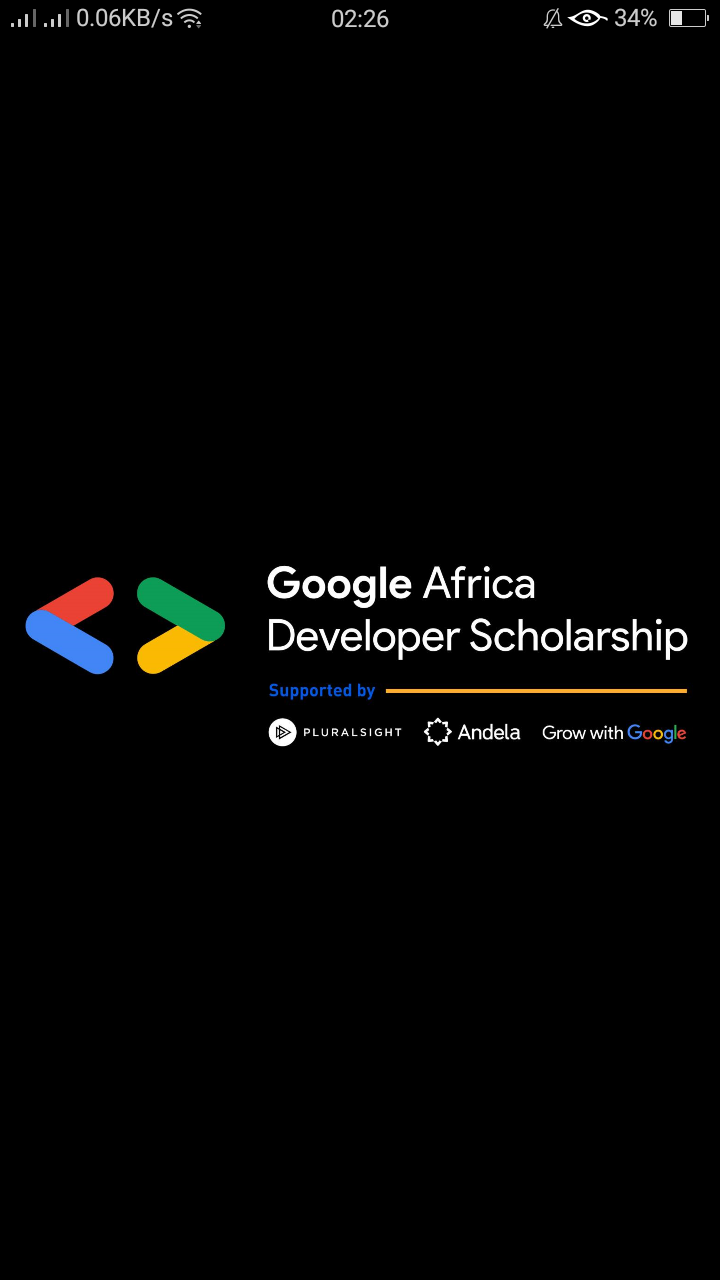 0.06KB/s 02:26 34%
Google Africa
Developer Scholarship
Supported by
PLURALSIGHT Andela Grow with Google